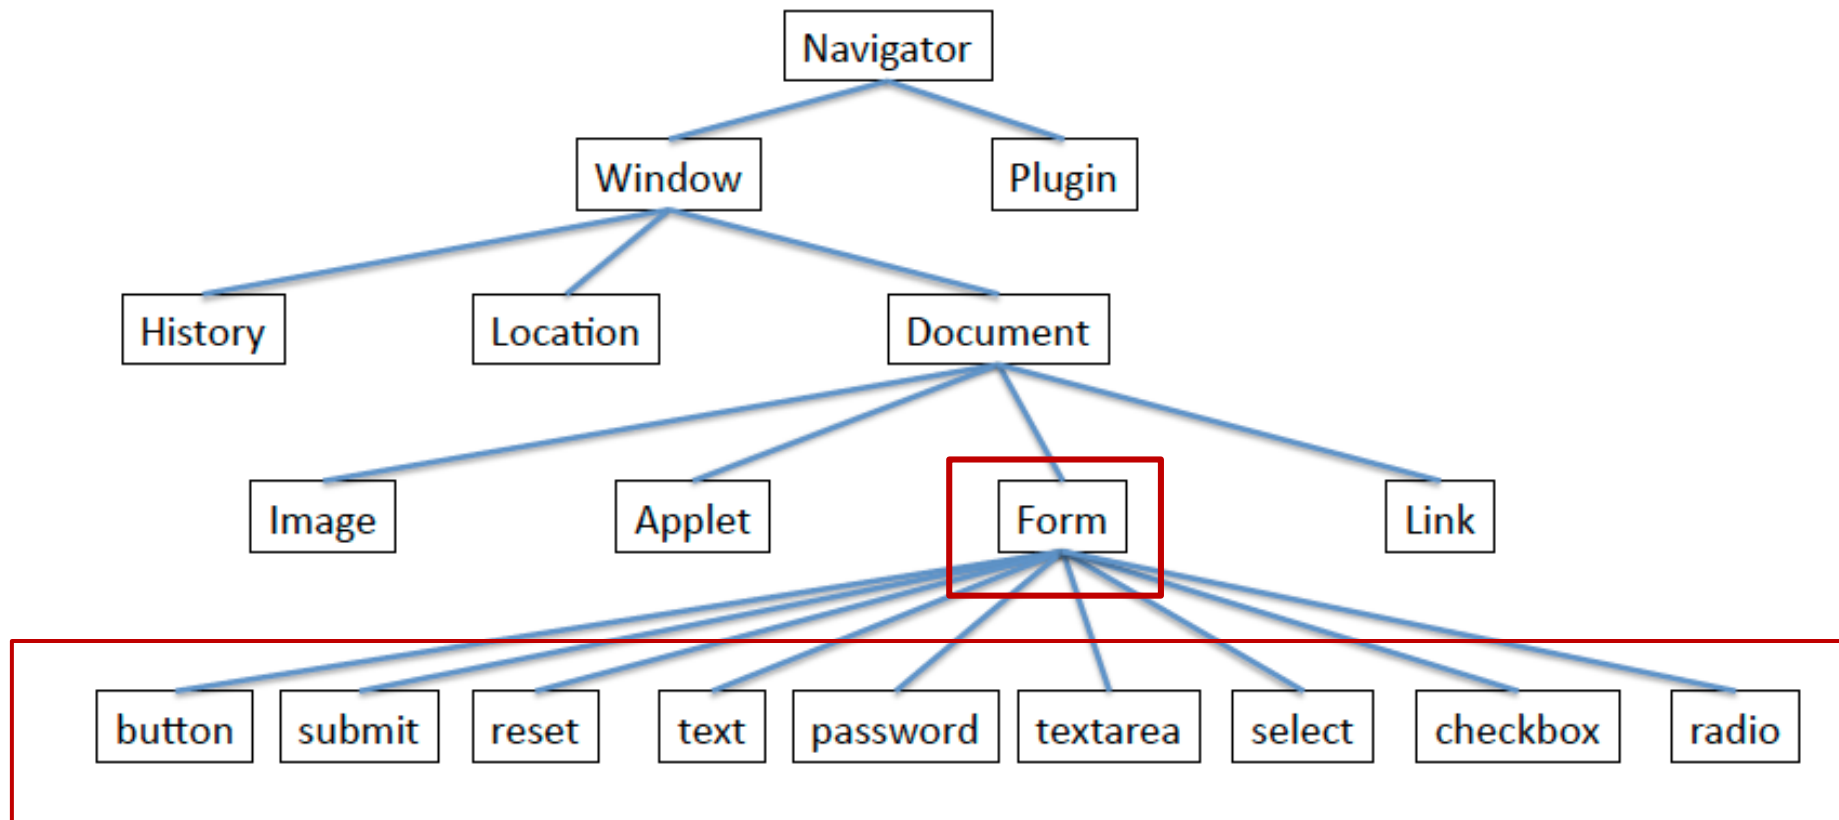 Navigator
Window
Plugin
History
Location
Document
Image
Applet
Form
Link
button
submit
reset
text
password
textarea
select
checkbox
radio